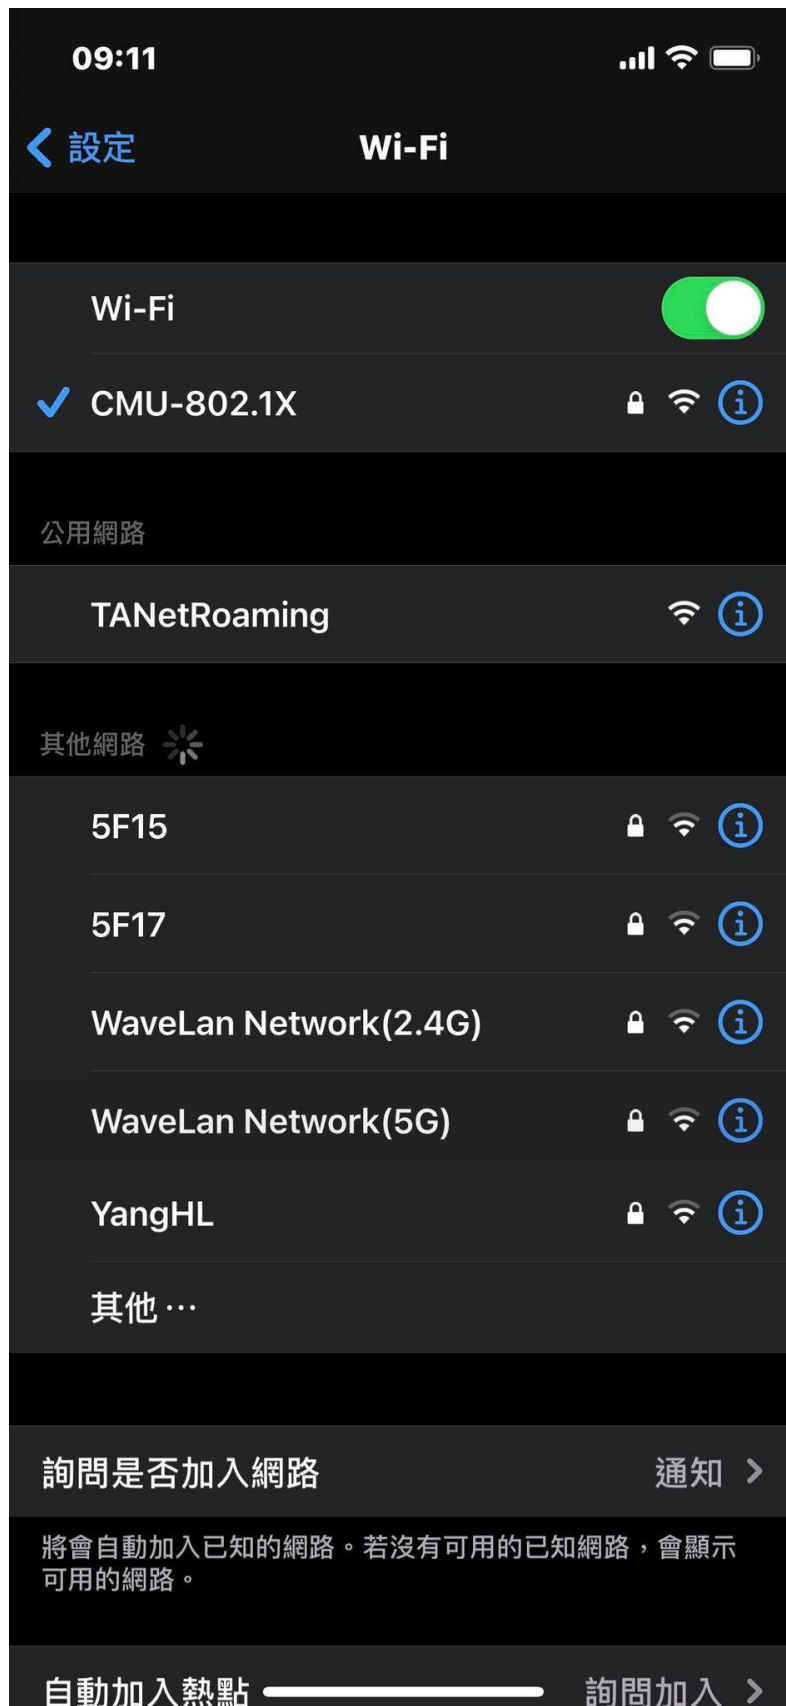 09:11
設定
Wi-Fi
Wi-Fi
CMU-802.1X
公用網路
TANetRoaming
其他網路
5F15
5F17
WaveLan Network(2.4G)
WaveLan Network(5G)
YangHL
其他⋯
詢問是否加入網路 通知
將會自動加入已知的網路。若沒有可用的已知網路，會顯示
可用的網路。
自動加入熱點 詢問加入